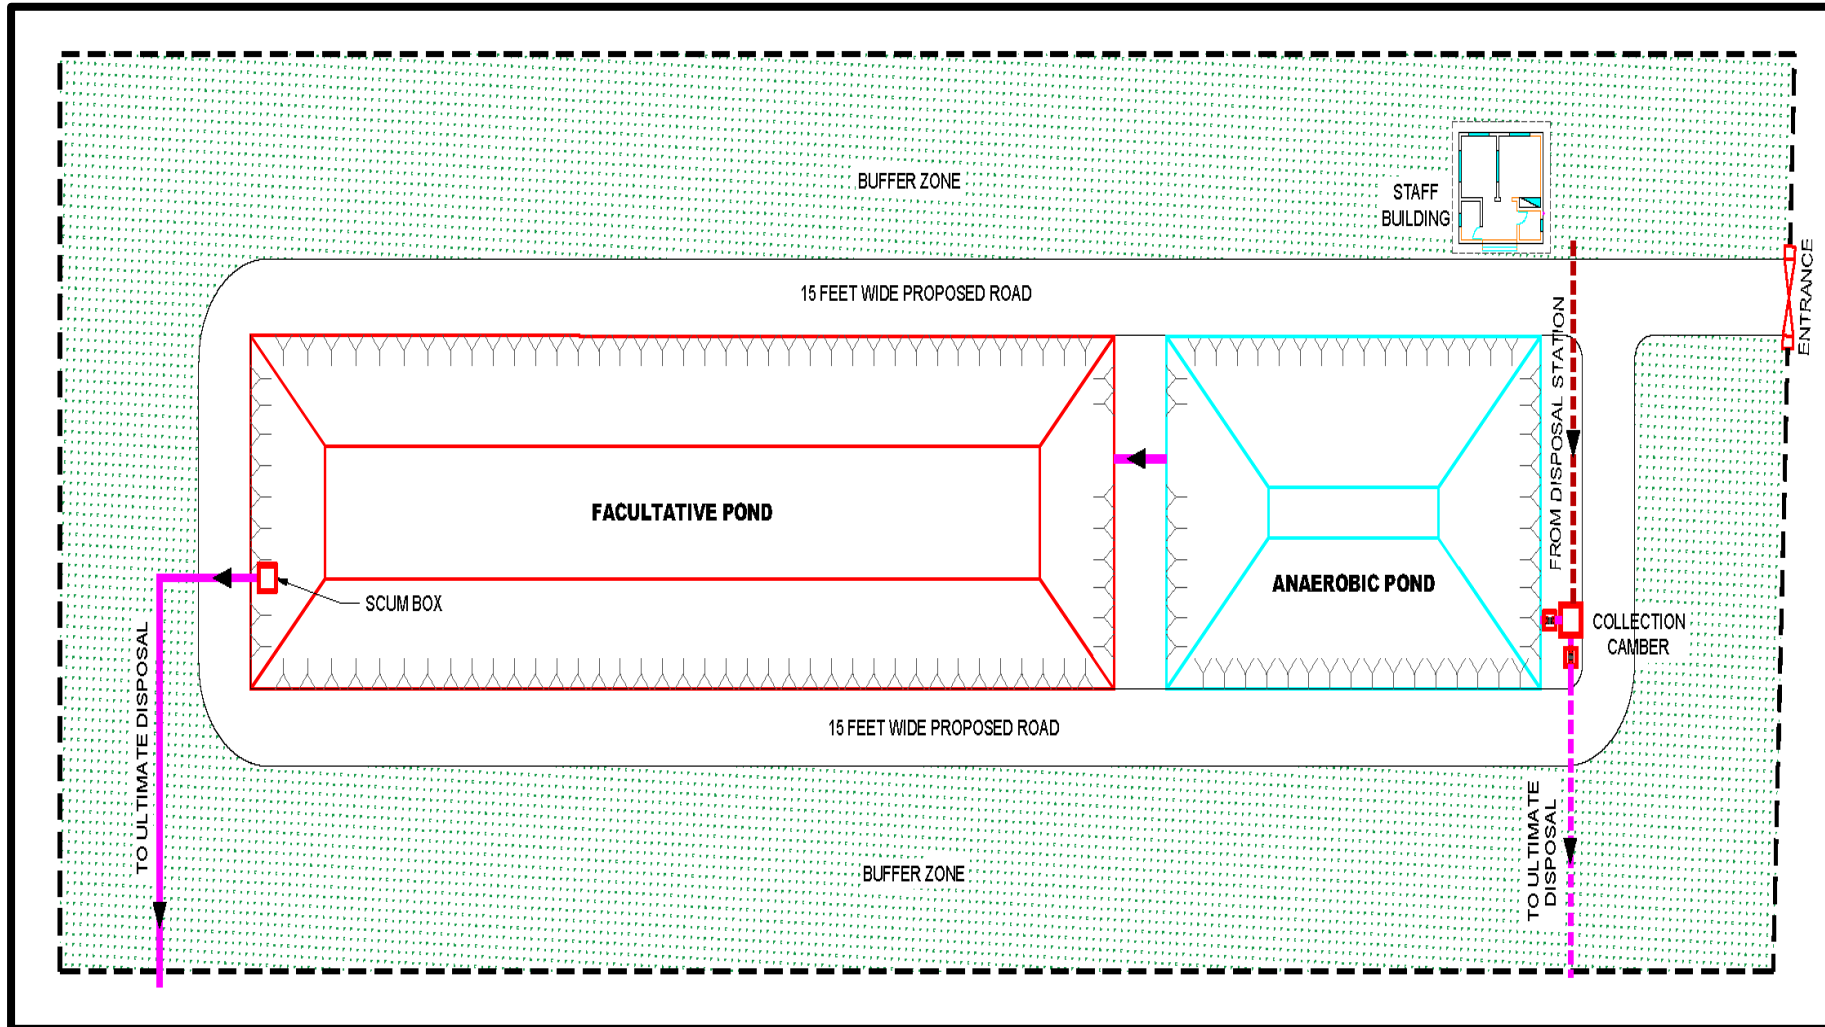 BUFFER ZONE
STAFF
BUILDING
15 FEET WIDE PROPOSED ROAD
ENTRANCE
FROM DISPOSAL STATION
FACULTATIVE POND
ANAEROBIC POND
SCUM BOX
COLLECTION
CAMBER
TO ULTIMATE DISPOSAL
15 FEET WIDE PROPOSED ROAD
BUFFER ZONE
TO ULTIMATE
DISPOSAL